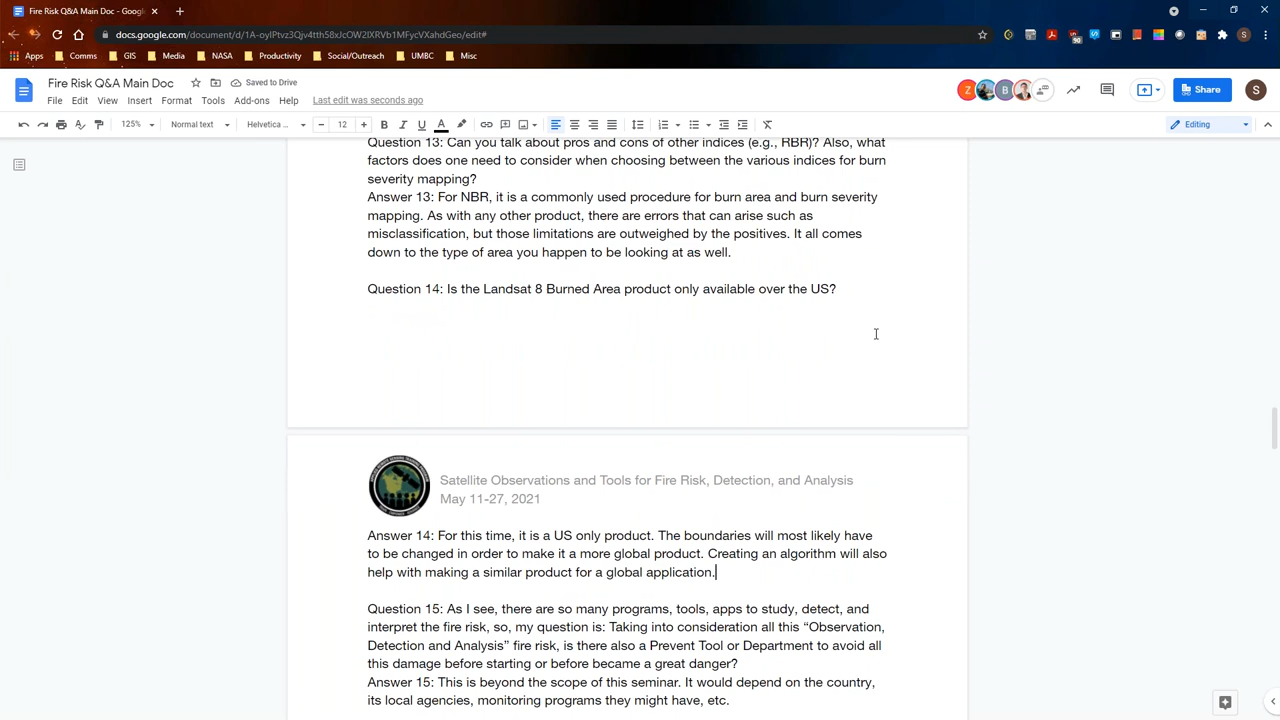 Fire Risk Q&A Main Doc - Googl
docs.google.com/document/d/1A-oyIPtvz3Qjv4tth58xJcOW2lXRVb1MFycVXahdGeo/edit#
Apps Comms GIS Media NASA Productivity Social/Outreach UMBC Misc
Fire Risk Q&A Main Doc Saved to Drive
File Edit View Insert Format Tools Add-ons Help Last edit was seconds ago
Z B Share S
125% Normal text Helvetica ... 12 B I U A Editing
Question 13: Can you talk about pros and cons of other indices (e.g., RBR)? Also, what
factors does one need to consider when choosing between the various indices for burn
severity mapping?
Answer 13: For NBR, it is a commonly used procedure for burn area and burn severity
mapping. As with any other product, there are errors that can arise such as
misclassification, but those limitations are outweighed by the positives. It all comes
down to the type of area you happen to be looking at as well.
Question 14: Is the Landsat 8 Burned Area product only available over the US?
Satellite Observations and Tools for Fire Risk, Detection, and Analysis
May 11-27, 2021
Answer 14: For this time, it is a US only product. The boundaries will most likely have
to be changed in order to make it a more global product. Creating an algorithm will also
help with making a similar product for a global application.
Question 15: As I see, there are so many programs, tools, apps to study, detect, and
interpret the fire risk, so, my question is: Taking into consideration all this “Observation,
Detection and Analysis” fire risk, is there also a Prevent Tool or Department to avoid all
this damage before starting or before became a great danger?
Answer 15: This is beyond the scope of this seminar. It would depend on the country,
its local agencies, monitoring programs they might have, etc.